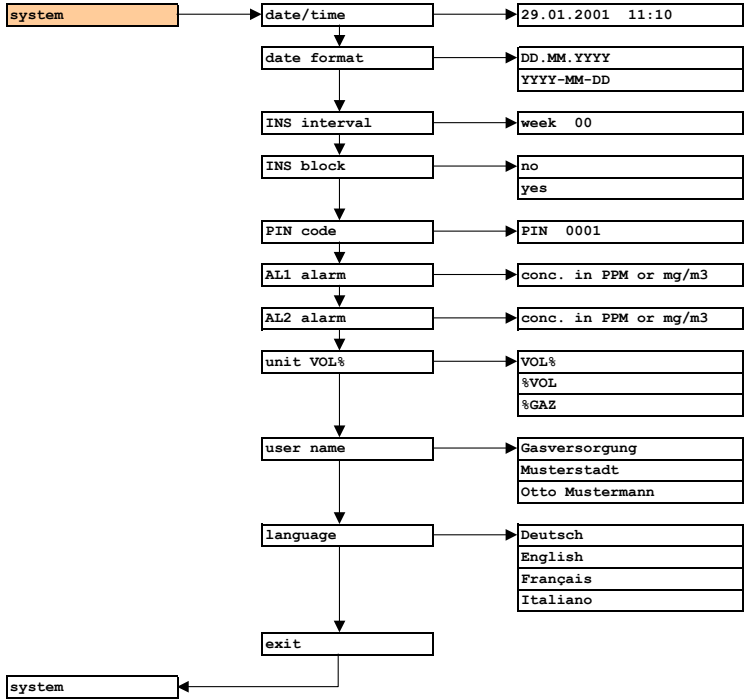 system
date/time
29.01.2001 11:10
date format
DD.MM.YYYY
YYYY-MM-DD
INS interval
week 00
INS block
no
yes
PIN code
PIN 0001
AL1 alarm
conc. in PPM or mg/m3
AL2 alarm
conc. in PPM or mg/m3
unit VOL%
VOL%
%VOL
%GAZ
user name
Gasversorgung
Musterstadt
Otto Mustermann
language
Deutsch
English
Français
Italiano
exit
system